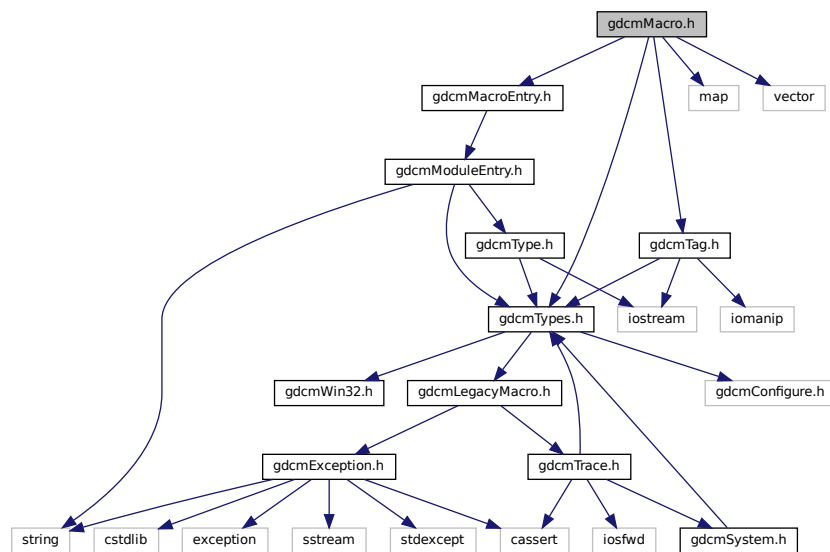 gdcmMacro.h
gdcmMacroEntry.h
map
vector
gdcmModuleEntry.h
gdcmType.h
gdcmTag.h
gdcmTypes.h
iostream
iomanip
gdcmWin32.h
gdcmLegacyMacro.h
gdcmConfigure.h
gdcmException.h
gdcmTrace.h
string
cstdlib
exception
sstream
stdexcept
cassert
iosfwd
gdcmSystem.h